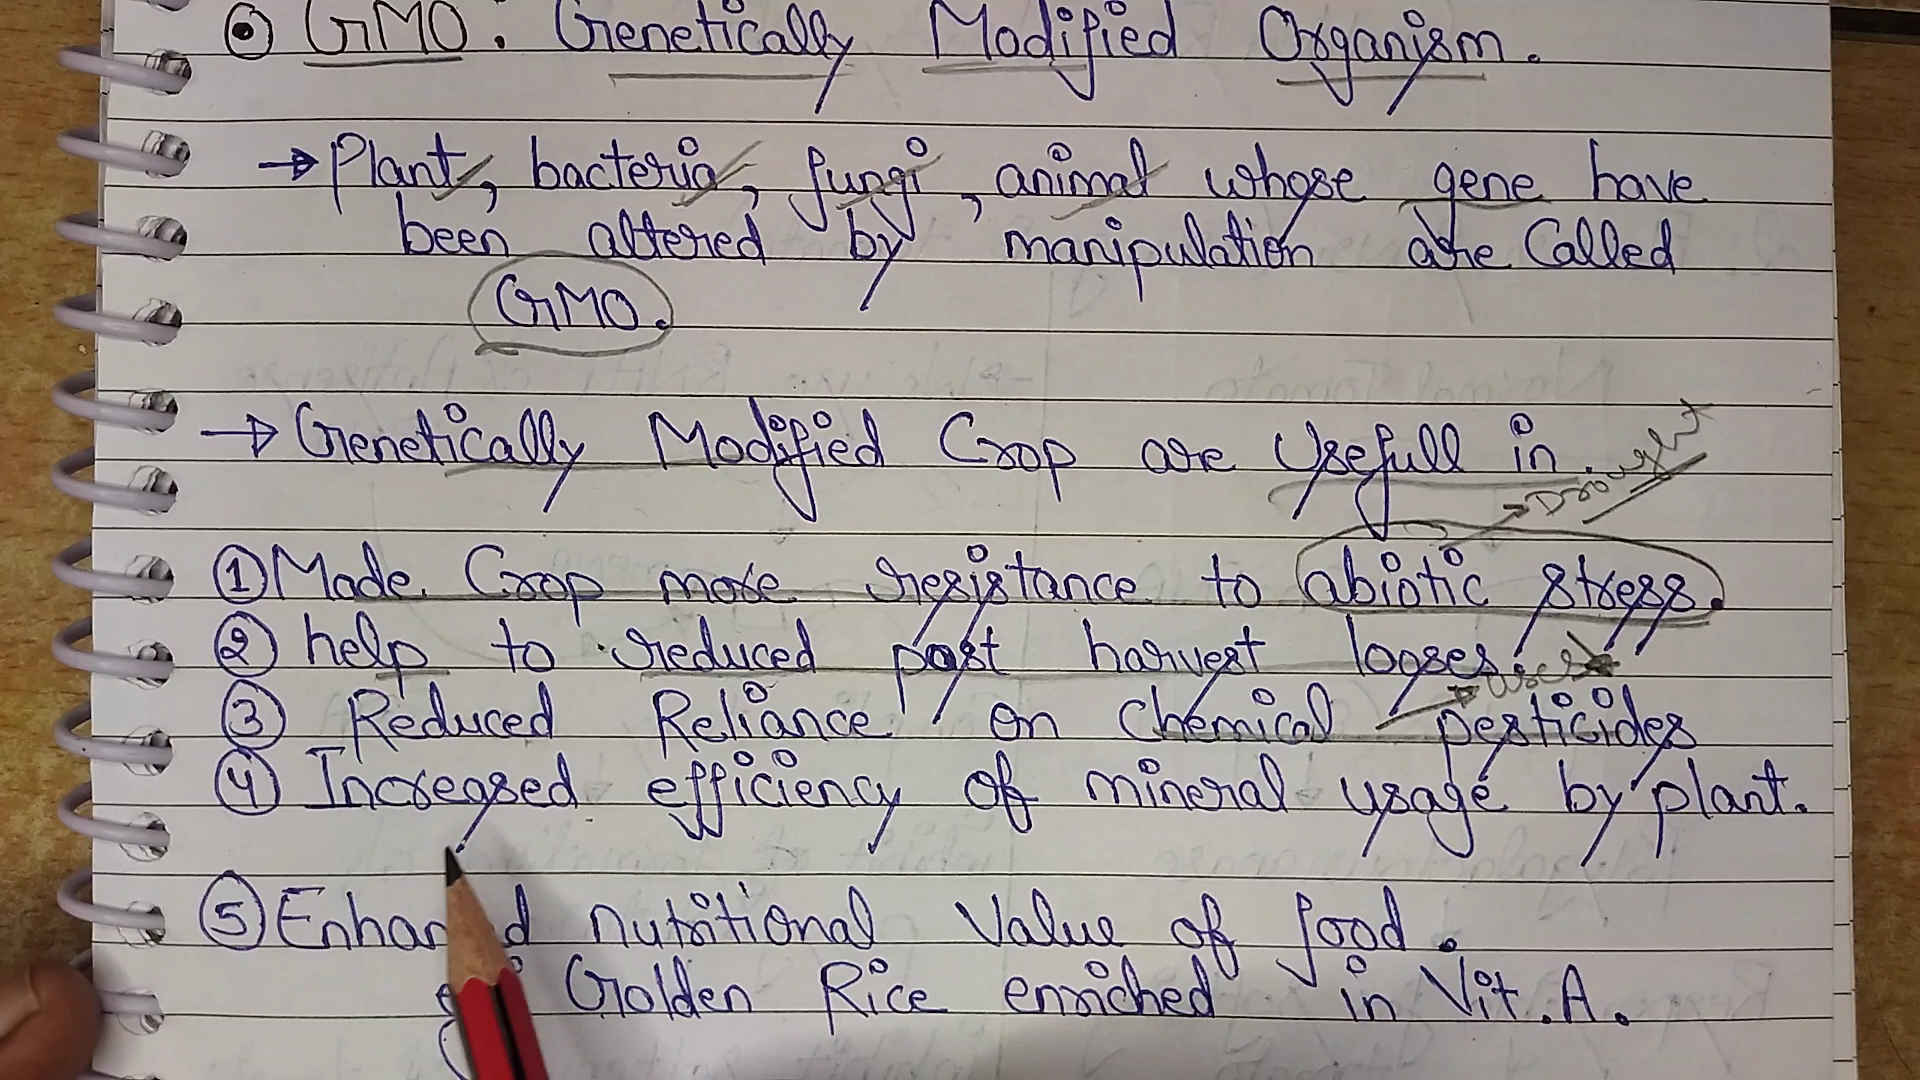 GMO. Genetically Modified Organism.
→ Plant, bacteria, fungi, animal whose gene have
been altered by manipulation are Called
GMO.
→ Genetically Modified Crop are Usefull in.
→ Drought
① Made Crop more resistance to abiotic stress.
② help to reduced post harvest losses.
③ Reduced Reliance on Chemical pesticides
④ Increased efficiency of mineral usage by plant.
⑤ nutritional Value of food.
Golden Rice enriched in Vit. A.